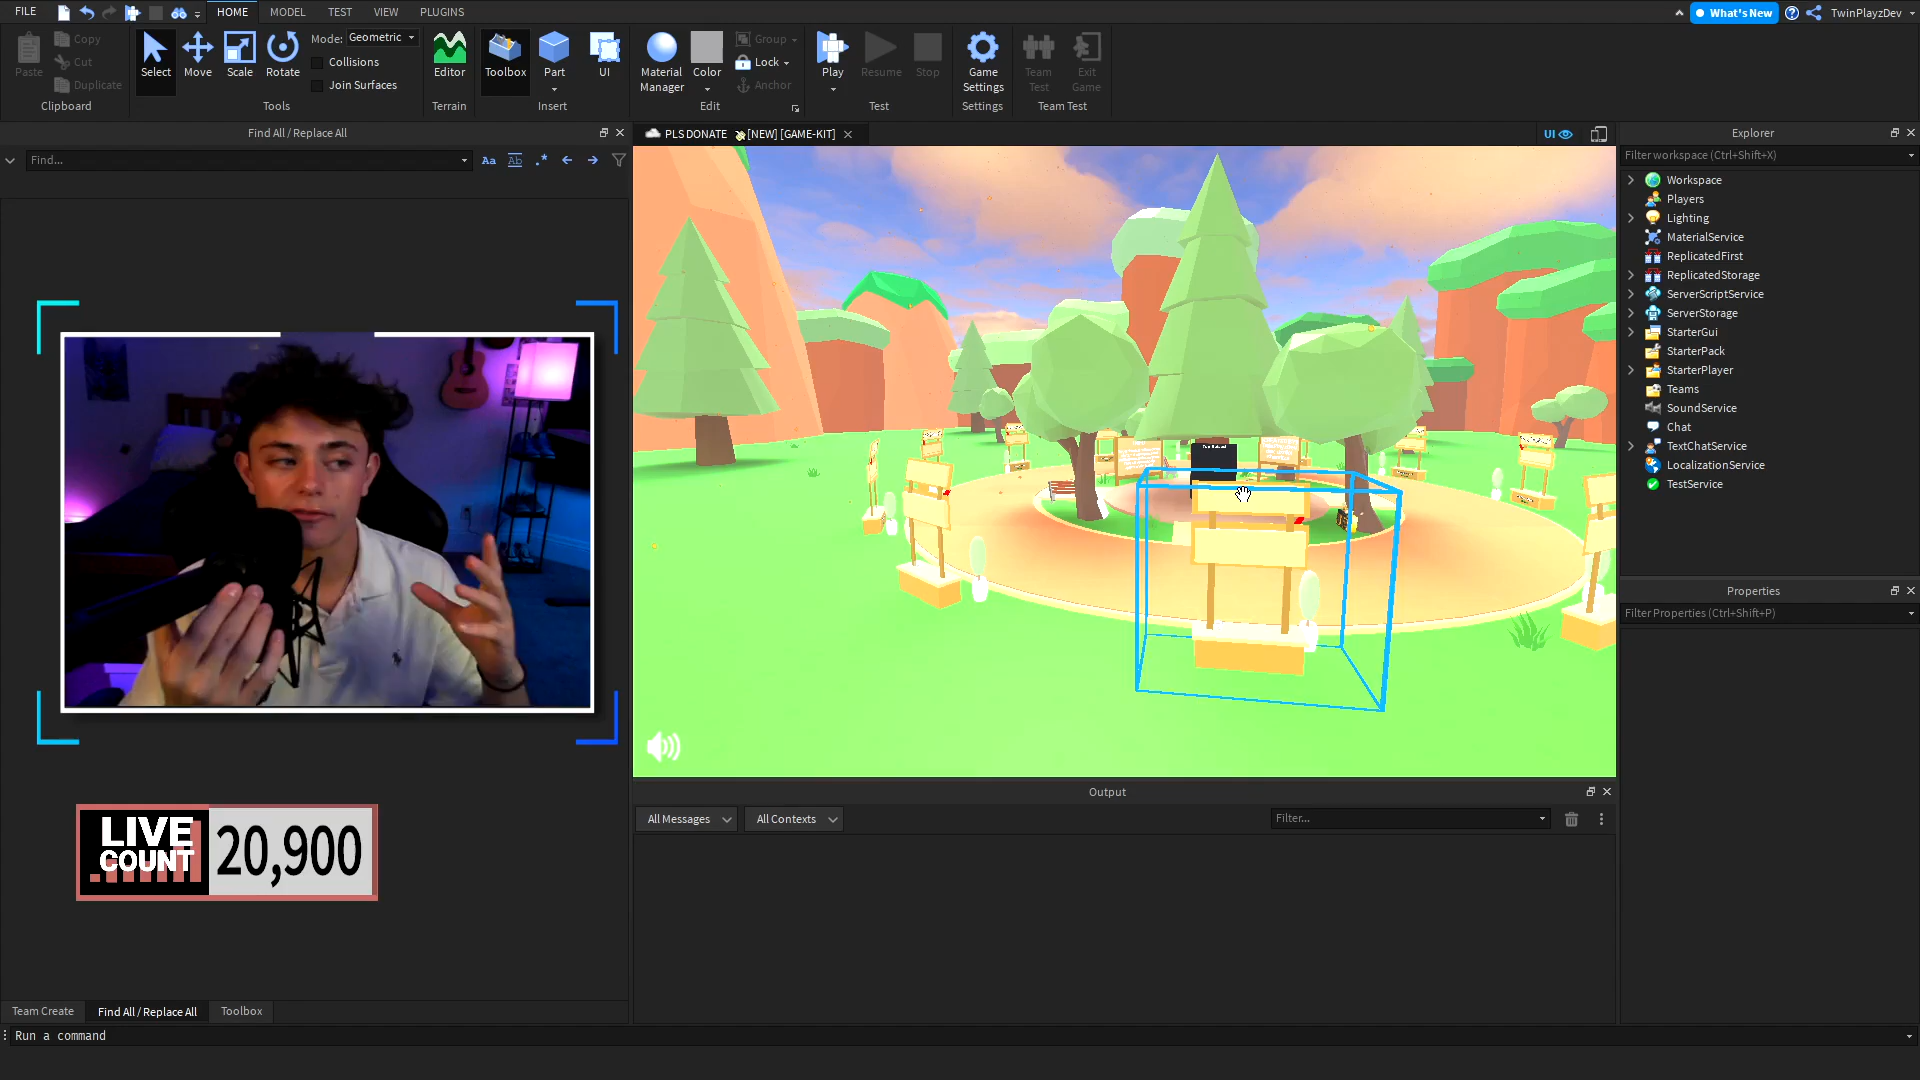 FILE
HOME
MODEL
TEST
VIEW
PLUGINS
What's New
TwinPlayzDev
Paste
Copy
Cut
Duplicate
Clipboard
Select
Move
Scale
Rotate
Mode: Geometric
Collisions
Join Surfaces
Tools
Editor
Terrain
Toolbox
Part
UI
Insert
Material Manager
Color
Group
Lock
Anchor
Edit
Play
Resume
Stop
Test
Game Settings
Settings
Team Test
Exit Game
Team Test
Find All / Replace All
Find...
Aa
Ab
.*
PLS DONATE [NEW] [GAME-KIT]
UI
Explorer
Filter workspace (Ctrl+Shift+X)
Workspace
Players
Lighting
MaterialService
ReplicatedFirst
ReplicatedStorage
ServerScriptService
ServerStorage
StarterGui
StarterPack
StarterPlayer
Teams
SoundService
Chat
TextChatService
LocalizationService
TestService
Properties
Filter Properties (Ctrl+Shift+P)
LIVE
COUNT
20,900
Output
All Messages
All Contexts
Filter...
Team Create
Find All / Replace All
Toolbox
Run a command